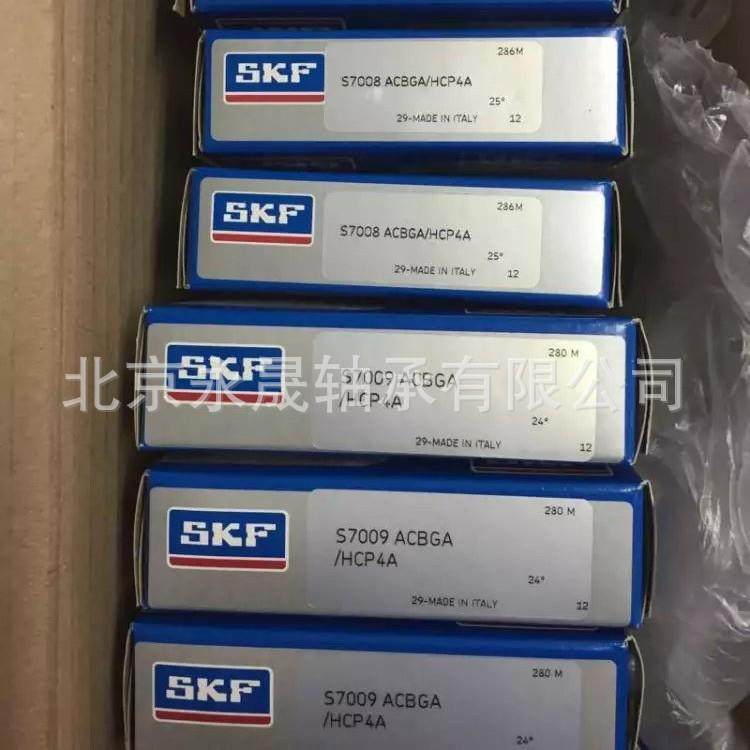 SKF
286M
S7008 ACBGA/HCP4A
25°
29-MADE IN ITALY 12
SKF
286M
S7008 ACBGA/HCP4A
25°
29-MADE IN ITALY 12
SKF
280 M
S7009 ACBGA
/HCP4A
24°
29-MADE IN ITALY 12
北京永晟轴承有限公司
SKF
280 M
S7009 ACBGA
/HCP4A
24°
29-MADE IN ITALY 12
SKF
280 M
S7009 ACBGA
/HCP4A